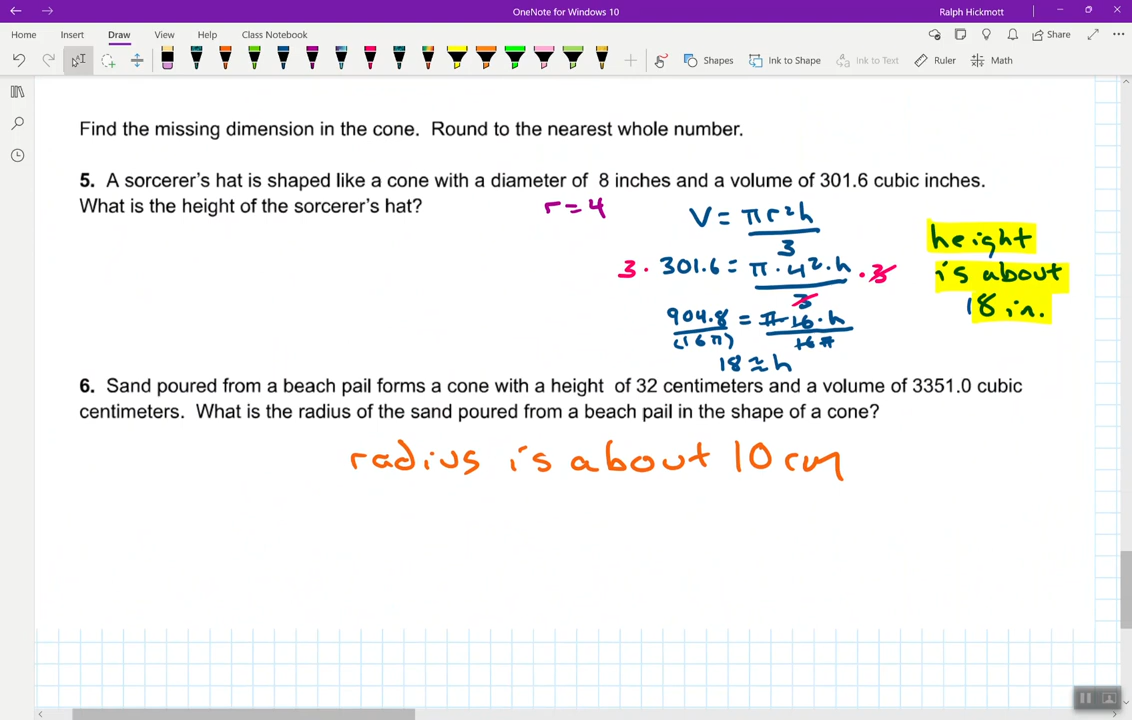 OneNote for Windows 10
Ralph Hickmott
Home Insert Draw View Help Class Notebook
Share
Shapes Ink to Shape Ink to Text Ruler Math
Find the missing dimension in the cone. Round to the nearest whole number.
5. A sorcerer's hat is shaped like a cone with a diameter of 8 inches and a volume of 301.6 cubic inches.
What is the height of the sorcerer's hat?
r = 4
V = πr²h
3
3 · 301.6 = π · 4² · h · 3
3
904.8 = π · 16 · h
(16π) 16π
18 ≈ h
height
is about
18 in.
6. Sand poured from a beach pail forms a cone with a height of 32 centimeters and a volume of 3351.0 cubic
centimeters. What is the radius of the sand poured from a beach pail in the shape of a cone?
radius is about 10 cm